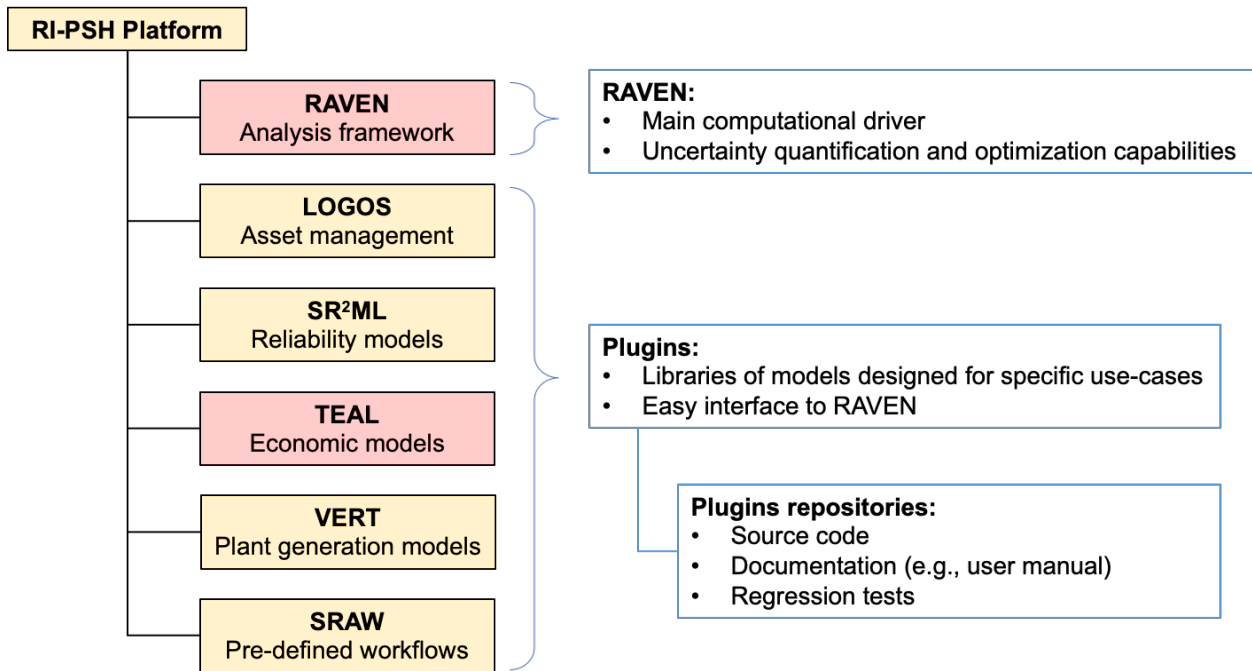 RI-PSH Platform
RAVEN
Analysis framework
RAVEN:
• Main computational driver
• Uncertainty quantification and optimization capabilities
LOGOS
Asset management
SR²ML
Reliability models
TEAL
Economic models
VERT
Plant generation models
SRAW
Pre-defined workflows
Plugins:
• Libraries of models designed for specific use-cases
• Easy interface to RAVEN
Plugins repositories:
• Source code
• Documentation (e.g., user manual)
• Regression tests